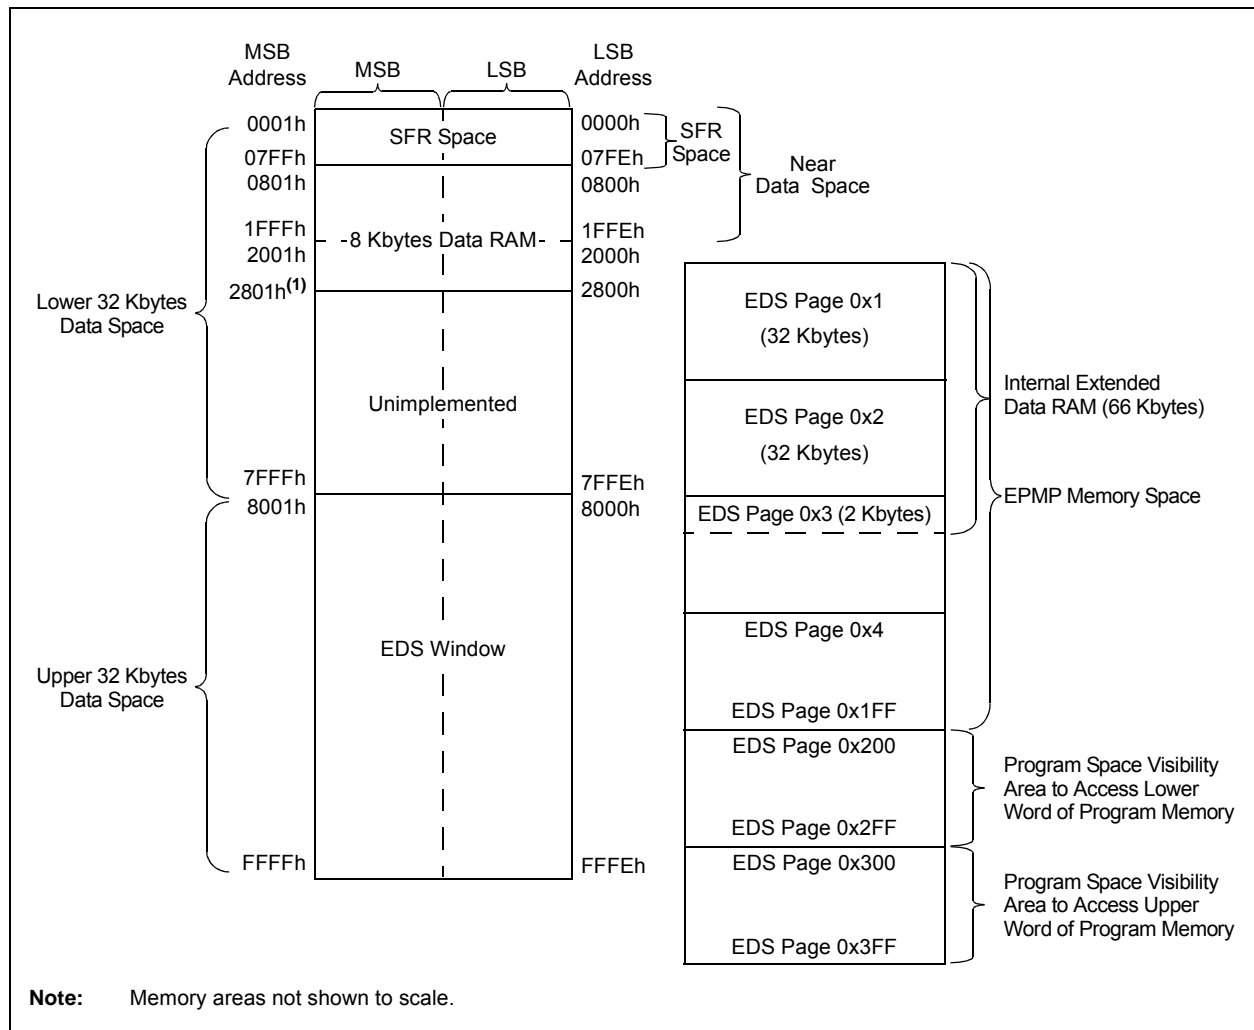 MSB
Address
MSB
LSB
LSB
Address
0001h
07FFh
0801h
1FFFh
2001h
2801h(1)
7FFFh
8001h
FFFFh
SFR Space
8 Kbytes Data RAM
Unimplemented
EDS Window
0000h
07FEh
0800h
1FFEh
2000h
2800h
7FFEh
8000h
FFFEh
SFR
Space
Near
Data Space
Lower 32 Kbytes
Data Space
Upper 32 Kbytes
Data Space
EDS Page 0x1
(32 Kbytes)
EDS Page 0x2
(32 Kbytes)
EDS Page 0x3 (2 Kbytes)
EDS Page 0x4
EDS Page 0x1FF
EDS Page 0x200
EDS Page 0x2FF
EDS Page 0x300
EDS Page 0x3FF
Internal Extended
Data RAM (66 Kbytes)
EPMP Memory Space
Program Space Visibility
Area to Access Lower
Word of Program Memory
Program Space Visibility
Area to Access Upper
Word of Program Memory
Note: Memory areas not shown to scale.